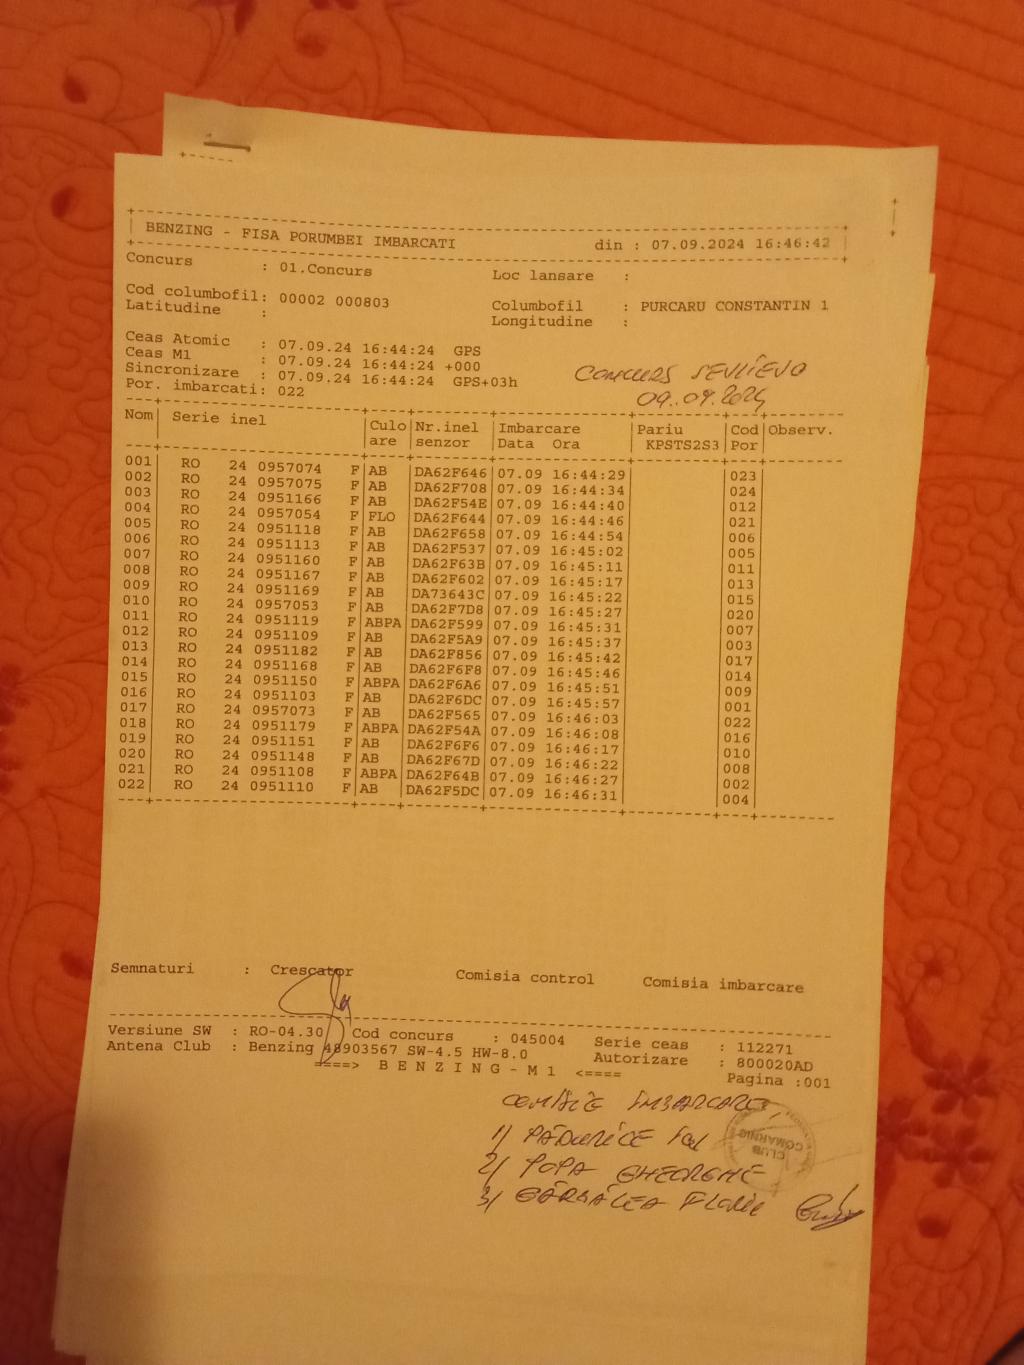 BENZING - FISA PORUMBEI IMBARCATI din : 07.09.2024 16:46:42
Concurs : 01.Concurs Loc lansare :
Cod columbofil: 00002 000803 Columbofil : PURCARU CONSTANTIN 1
Latitudine : Longitudine :
Ceas Atomic : 07.09.24 16:44:24 GPS
Ceas M1 : 07.09.24 16:44:24 +000
Sincronizare : 07.09.24 16:44:24 GPS+03h
Por. imbarcati: 022
CONCURS SEVLIEVO
09.09.2024
Nom Serie inel Culo Nr.inel Imbarcare Pariu Cod Observ.
are senzor Data Ora KPSTS2S3 Por
001 RO 24 0957074 F AB DA62F646 07.09 16:44:29 023
002 RO 24 0957075 F AB DA62F708 07.09 16:44:34 024
003 RO 24 0951166 F AB DA62F54E 07.09 16:44:40 012
004 RO 24 0957054 F FLO DA62F644 07.09 16:44:46 021
005 RO 24 0951118 F AB DA62F658 07.09 16:44:54 006
006 RO 24 0951113 F AB DA62F537 07.09 16:45:02 005
007 RO 24 0951160 F AB DA62F63B 07.09 16:45:11 011
008 RO 24 0951167 F AB DA62F602 07.09 16:45:17 013
009 RO 24 0951169 F AB DA73643C 07.09 16:45:22 015
010 RO 24 0957053 F AB DA62F7D8 07.09 16:45:27 020
011 RO 24 0951119 F ABPA DA62F599 07.09 16:45:31 007
012 RO 24 0951109 F AB DA62F5A9 07.09 16:45:37 003
013 RO 24 0951182 F AB DA62F856 07.09 16:45:42 017
014 RO 24 0951168 F AB DA62F6F8 07.09 16:45:46 014
015 RO 24 0951150 F ABPA DA62F6A6 07.09 16:45:51 009
016 RO 24 0951103 F AB DA62F6DC 07.09 16:45:57 001
017 RO 24 0957073 F AB DA62F565 07.09 16:46:03 022
018 RO 24 0951179 F ABPA DA62F54A 07.09 16:46:08 016
019 RO 24 0951151 F AB DA62F6F6 07.09 16:46:17 010
020 RO 24 0951148 F AB DA62F67D 07.09 16:46:22 008
021 RO 24 0951108 F ABPA DA62F64B 07.09 16:46:27 002
022 RO 24 0951110 F AB DA62F5DC 07.09 16:46:31 004
Semnaturi : Crescator Comisia control Comisia imbarcare
Versiune SW : RO-04.30 Cod concurs : 045004 Serie ceas : 112271
Antena Club : Benzing 48903567 SW-4.5 HW-8.0 Autorizare : 800020AD
====> B E N Z I N G - M 1 <==== Pagina :001
COMISIE IMBARCARE,
1) PĂDURICE
2) POPA GHEORGHE
3) GÂRBĂCEA FLORIN
CLUB
COMARNIC